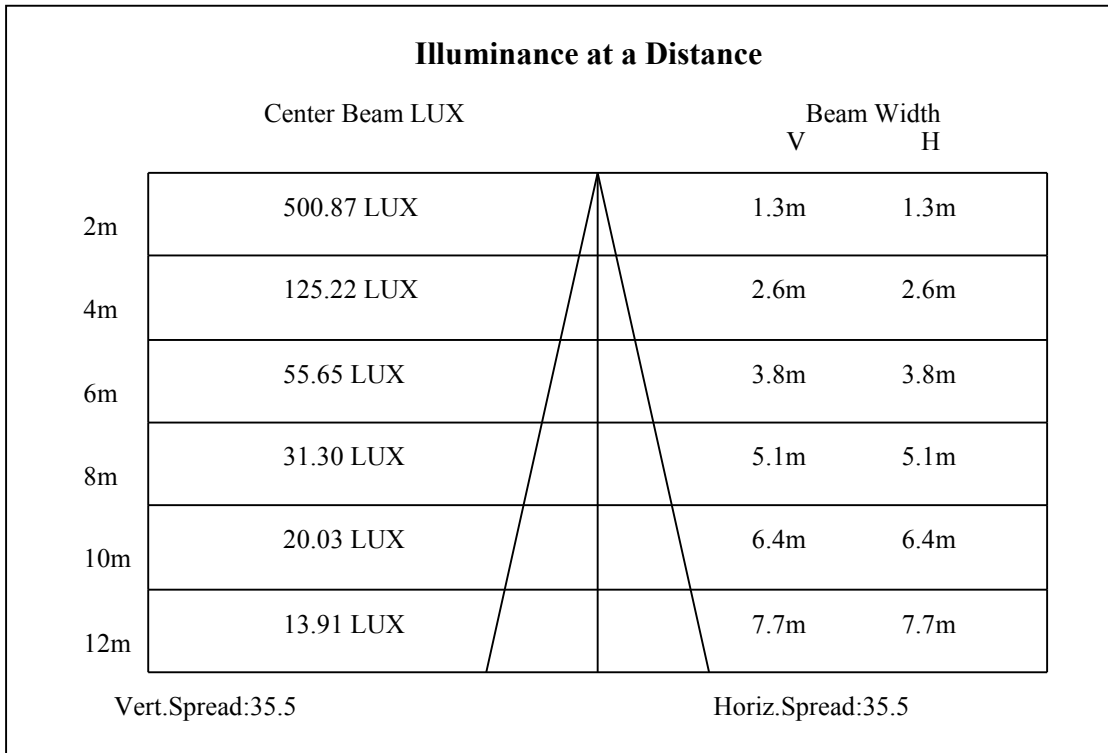 Illuminance at a Distance
Center Beam LUX Beam Width
V H
2m 500.87 LUX 1.3m 1.3m
4m 125.22 LUX 2.6m 2.6m
6m 55.65 LUX 3.8m 3.8m
8m 31.30 LUX 5.1m 5.1m
10m 20.03 LUX 6.4m 6.4m
12m 13.91 LUX 7.7m 7.7m
Vert.Spread:35.5 Horiz.Spread:35.5